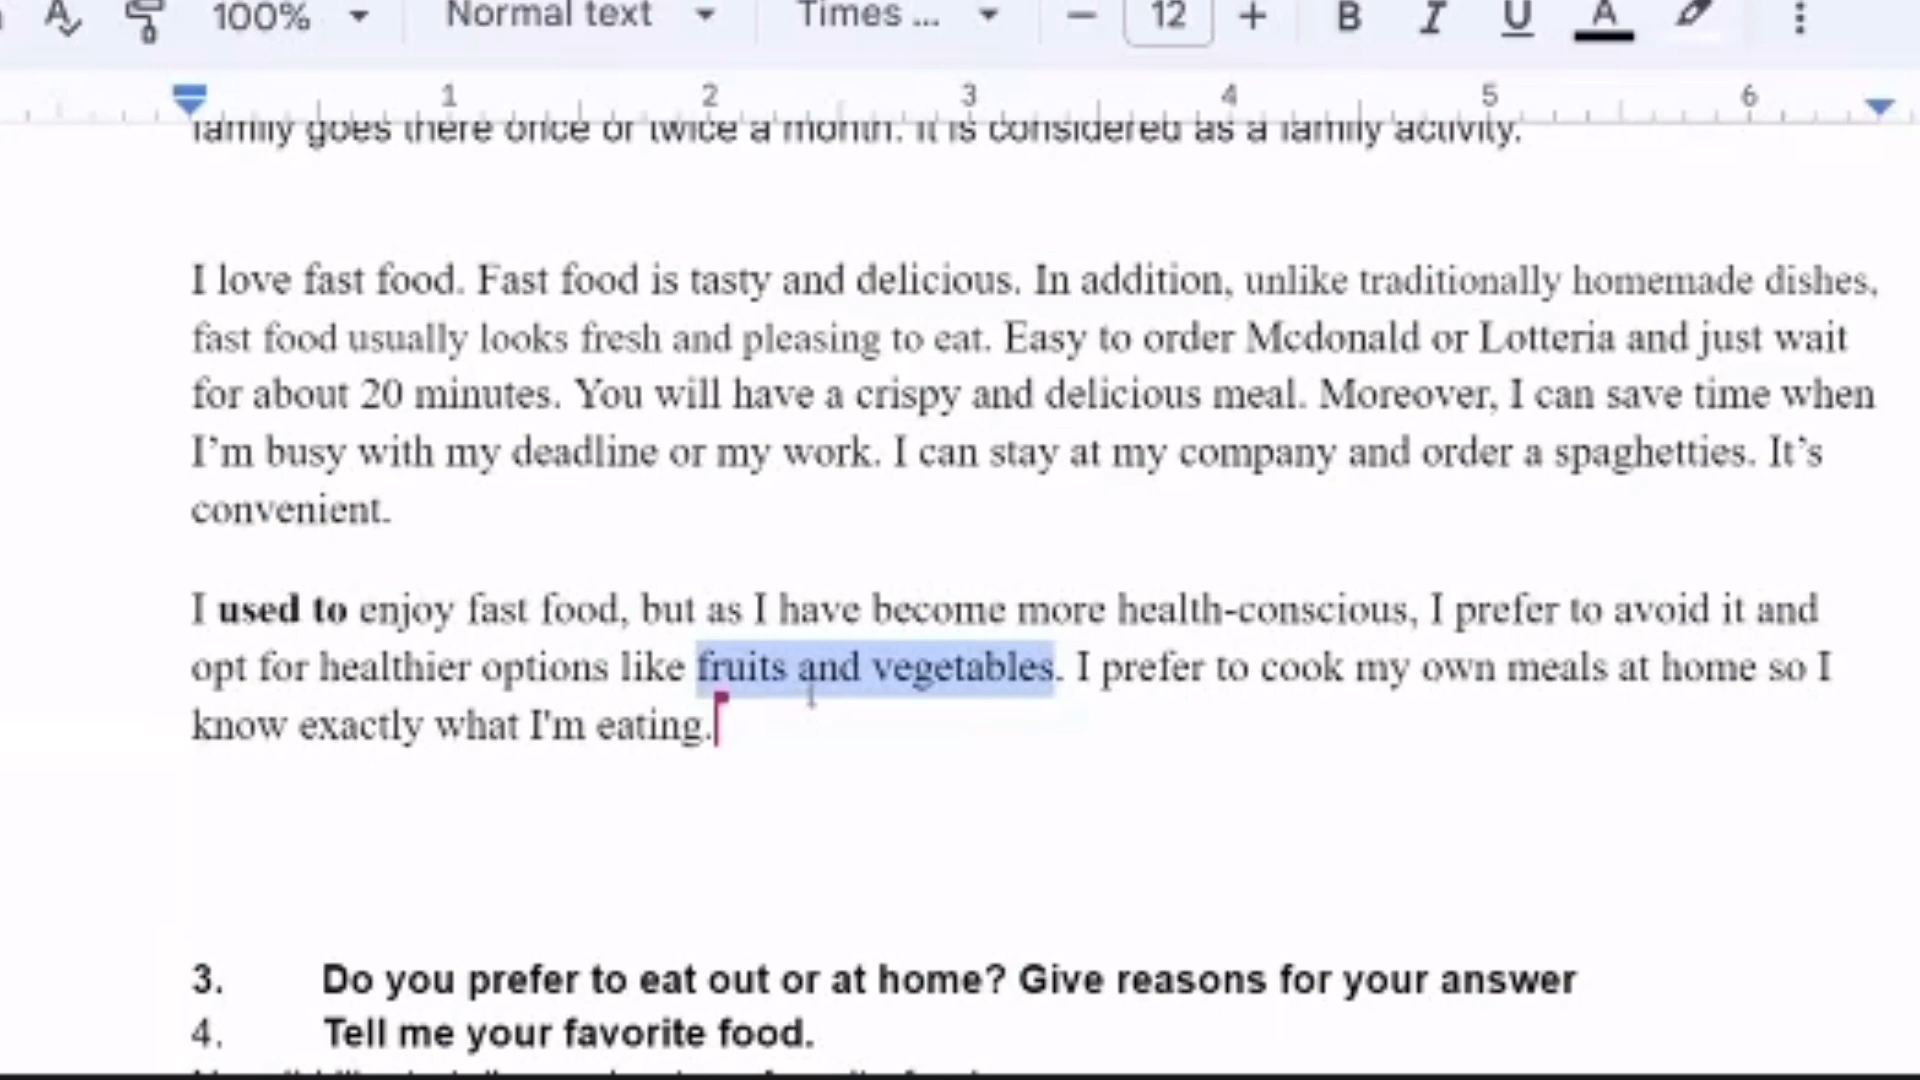 100% Normal text Times ... 12 B I U A
1 2 3 4 5 6
family goes there once or twice a month. It is considered as a family activity.
I love fast food. Fast food is tasty and delicious. In addition, unlike traditionally homemade dishes,
fast food usually looks fresh and pleasing to eat. Easy to order Mcdonald or Lotteria and just wait
for about 20 minutes. You will have a crispy and delicious meal. Moreover, I can save time when
I’m busy with my deadline or my work. I can stay at my company and order a spaghetties. It’s
convenient.
I used to enjoy fast food, but as I have become more health-conscious, I prefer to avoid it and
opt for healthier options like fruits and vegetables. I prefer to cook my own meals at home so I
know exactly what I'm eating.
3. Do you prefer to eat out or at home? Give reasons for your answer
4. Tell me your favorite food.